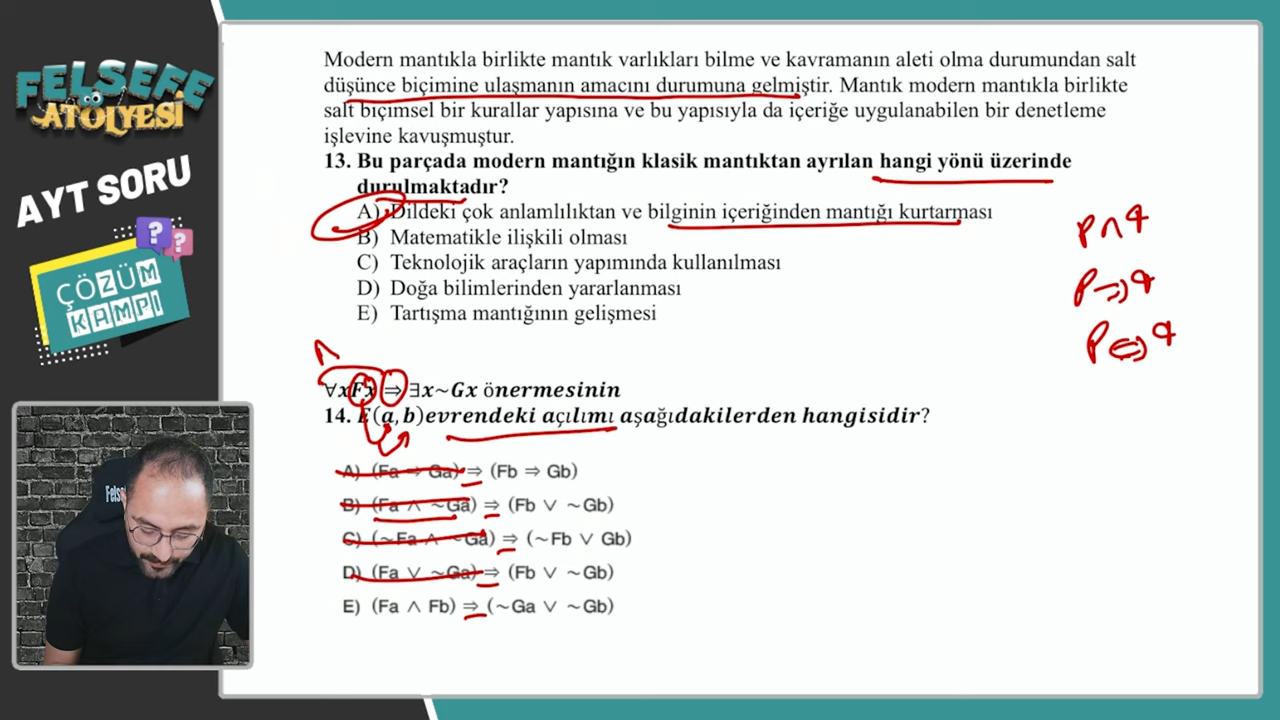 FELSEFE
ATÖLYESİ
AYT SORU
? ?
ÇÖZÜM
KAMPI
Modern mantıkla birlikte mantık varlıkları bilme ve kavramanın aleti olma durumundan salt
düşünce biçimine ulaşmanın amacını durumuna gelmiştir. Mantık modern mantıkla birlikte
salt biçimsel bir kurallar yapısına ve bu yapısıyla da içeriğe uygulanabilen bir denetleme
işlevine kavuşmuştur.
13. Bu parçada modern mantığın klasik mantıktan ayrılan hangi yönü üzerinde
durulmaktadır?
A) Dildeki çok anlamlılıktan ve bilginin içeriğinden mantığı kurtarması
B) Matematikle ilişkili olması
C) Teknolojik araçların yapımında kullanılması
D) Doğa bilimlerinden yararlanması
E) Tartışma mantığının gelişmesi
p ∧ q
p ⇒ q
p ⇔ q
∧
∀xFx ⇒ ∃x~Gx önermesinin
14. E(a,b)evrendeki açılımı aşağıdakilerden hangisidir?
A) (Fa ⇒ Ga) ⇒ (Fb ⇒ Gb)
B) (Fa ∧ ~Ga) ⇒ (Fb ∨ ~Gb)
C) (~Fa ∧ ~Ga) ⇒ (~Fb ∨ Gb)
D) (Fa ∨ ~Ga) ⇒ (Fb ∨ ~Gb)
E) (Fa ∧ Fb) ⇒ (~Ga ∨ ~Gb)